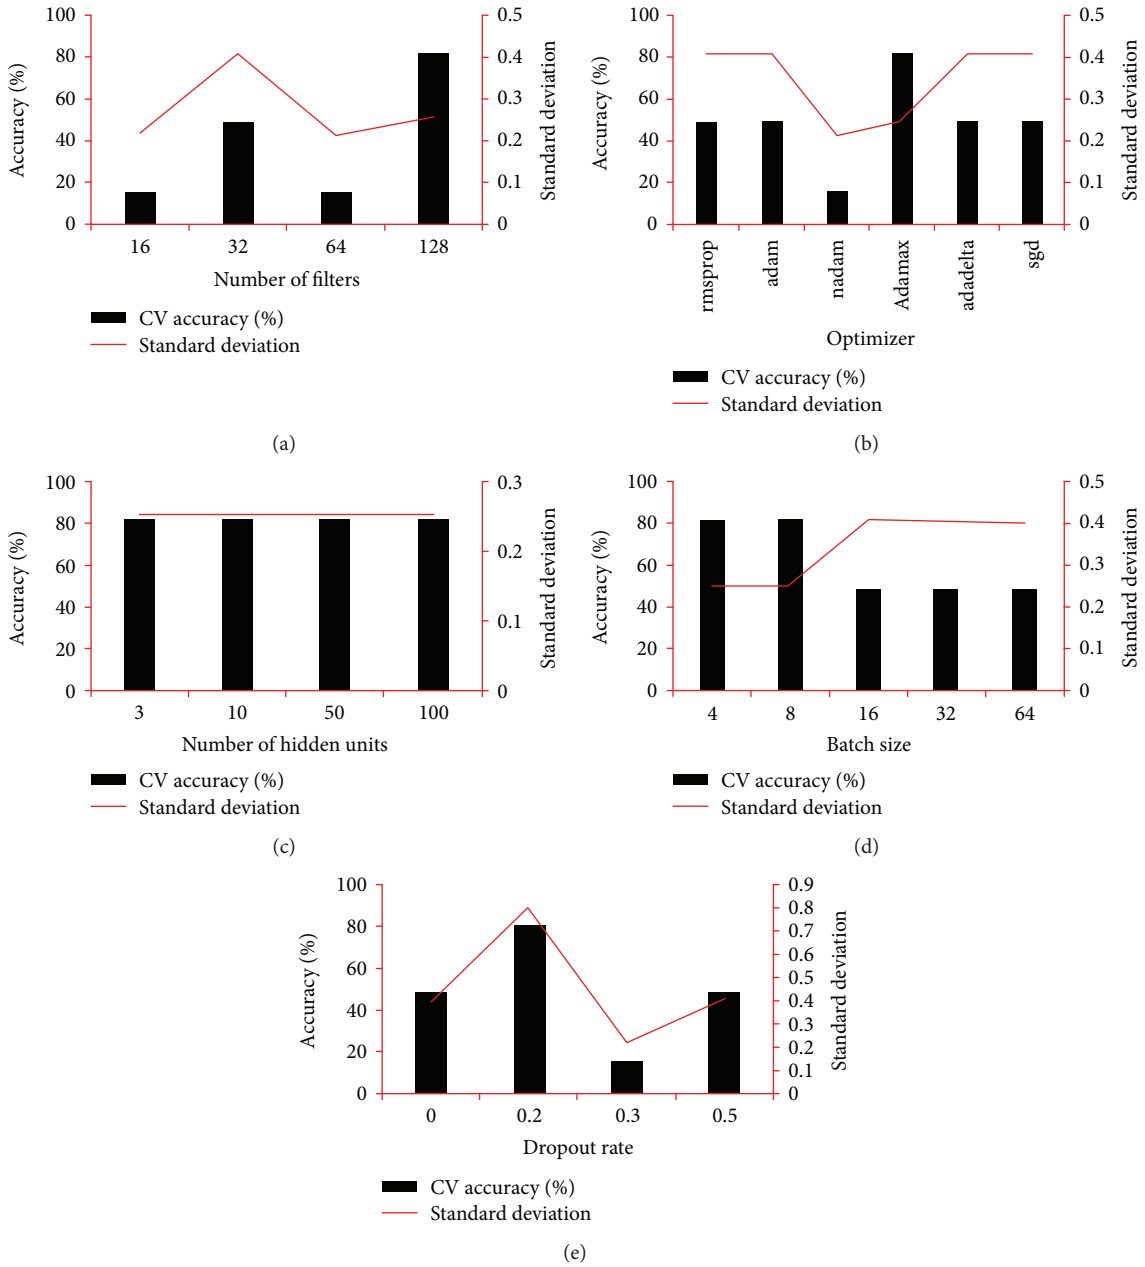 100
80
60
40
20
0
Accuracy (%)
0.5
0.4
0.3
0.2
0.1
0
Standard deviation
16 32 64 128
Number of filters
CV accuracy (%)
Standard deviation
(a)
100
80
60
40
20
0
Accuracy (%)
0.5
0.4
0.3
0.2
0.1
0
Standard deviation
rmsprop adam nadam Adamax adadelta sgd
Optimizer
CV accuracy (%)
Standard deviation
(b)
100
80
60
40
20
0
Accuracy (%)
0.3
0.2
0.1
0
Standard deviation
3 10 50 100
Number of hidden units
CV accuracy (%)
Standard deviation
(c)
100
80
60
40
20
0
Accuracy (%)
0.5
0.4
0.3
0.2
0.1
0
Standard deviation
4 8 16 32 64
Batch size
CV accuracy (%)
Standard deviation
(d)
100
80
60
40
20
0
Accuracy (%)
0.9
0.8
0.7
0.6
0.5
0.4
0.3
0.2
0.1
0
Standard deviation
0 0.2 0.3 0.5
Dropout rate
CV accuracy (%)
Standard deviation
(e)